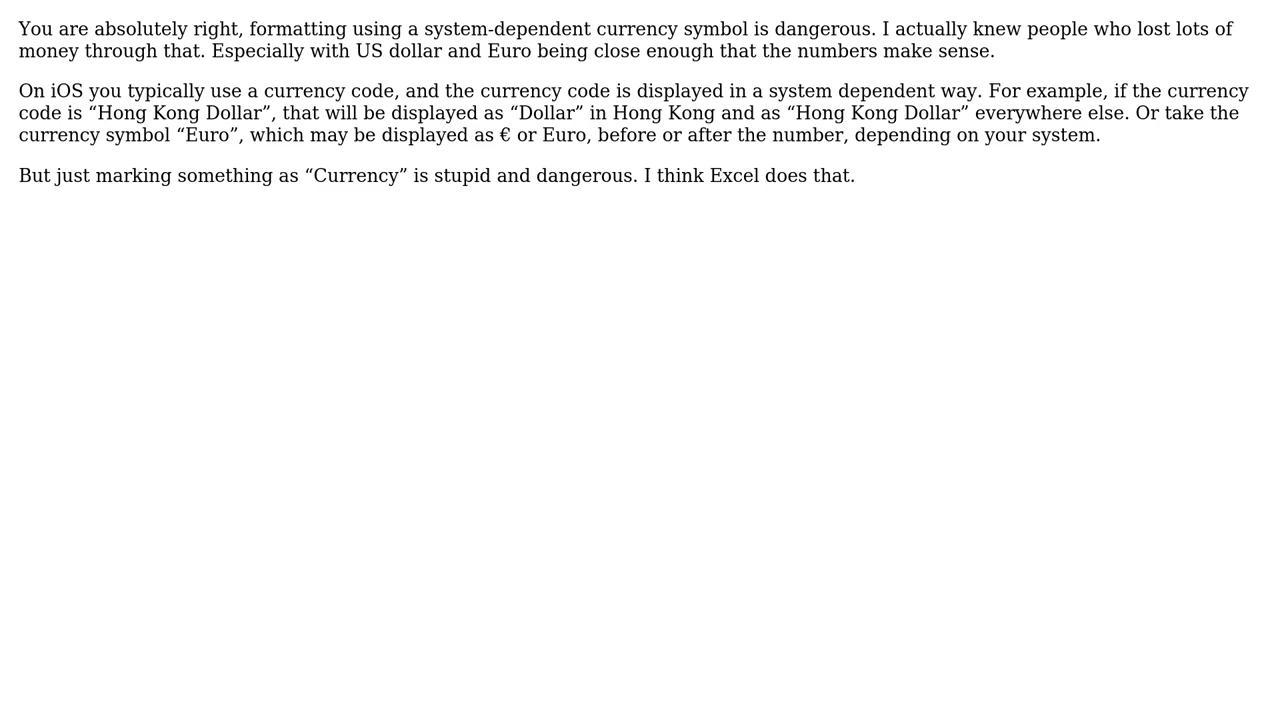 You are absolutely right, formatting using a system-dependent currency symbol is dangerous. I actually knew people who lost lots of
money through that. Especially with US dollar and Euro being close enough that the numbers make sense.
On iOS you typically use a currency code, and the currency code is displayed in a system dependent way. For example, if the currency
code is “Hong Kong Dollar”, that will be displayed as “Dollar” in Hong Kong and as “Hong Kong Dollar” everywhere else. Or take the
currency symbol “Euro”, which may be displayed as € or Euro, before or after the number, depending on your system.
But just marking something as “Currency” is stupid and dangerous. I think Excel does that.